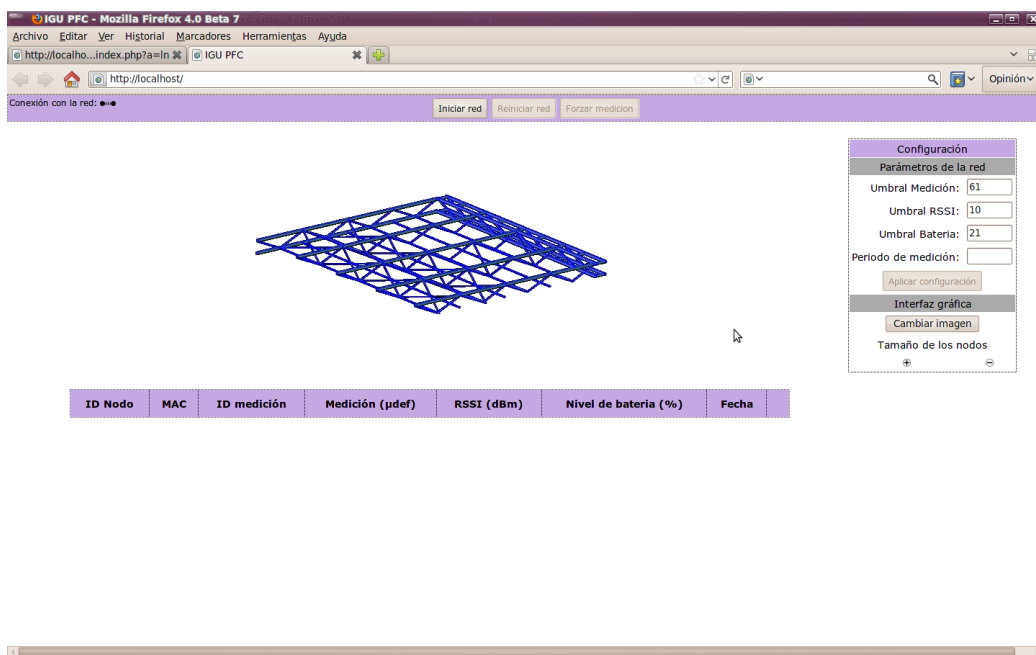 IGU PFC - Mozilla Firefox 4.0 Beta 7
Archivo Editar Ver Historial Marcadores Herramientas Ayuda
http://localho...index.php?a=ln IGU PFC
http://localhost/ Opinión
Conexión con la red: Iniciar red Reiniciar red Forzar medicion
Configuración
Parámetros de la red
Umbral Medición: 61
Umbral RSSI: 10
Umbral Bateria: 21
Periodo de medición:
Aplicar configuración
Interfaz gráfica
Cambiar imagen
Tamaño de los nodos
ID Nodo MAC ID medición Medición (µdef) RSSI (dBm) Nivel de bateria (%) Fecha